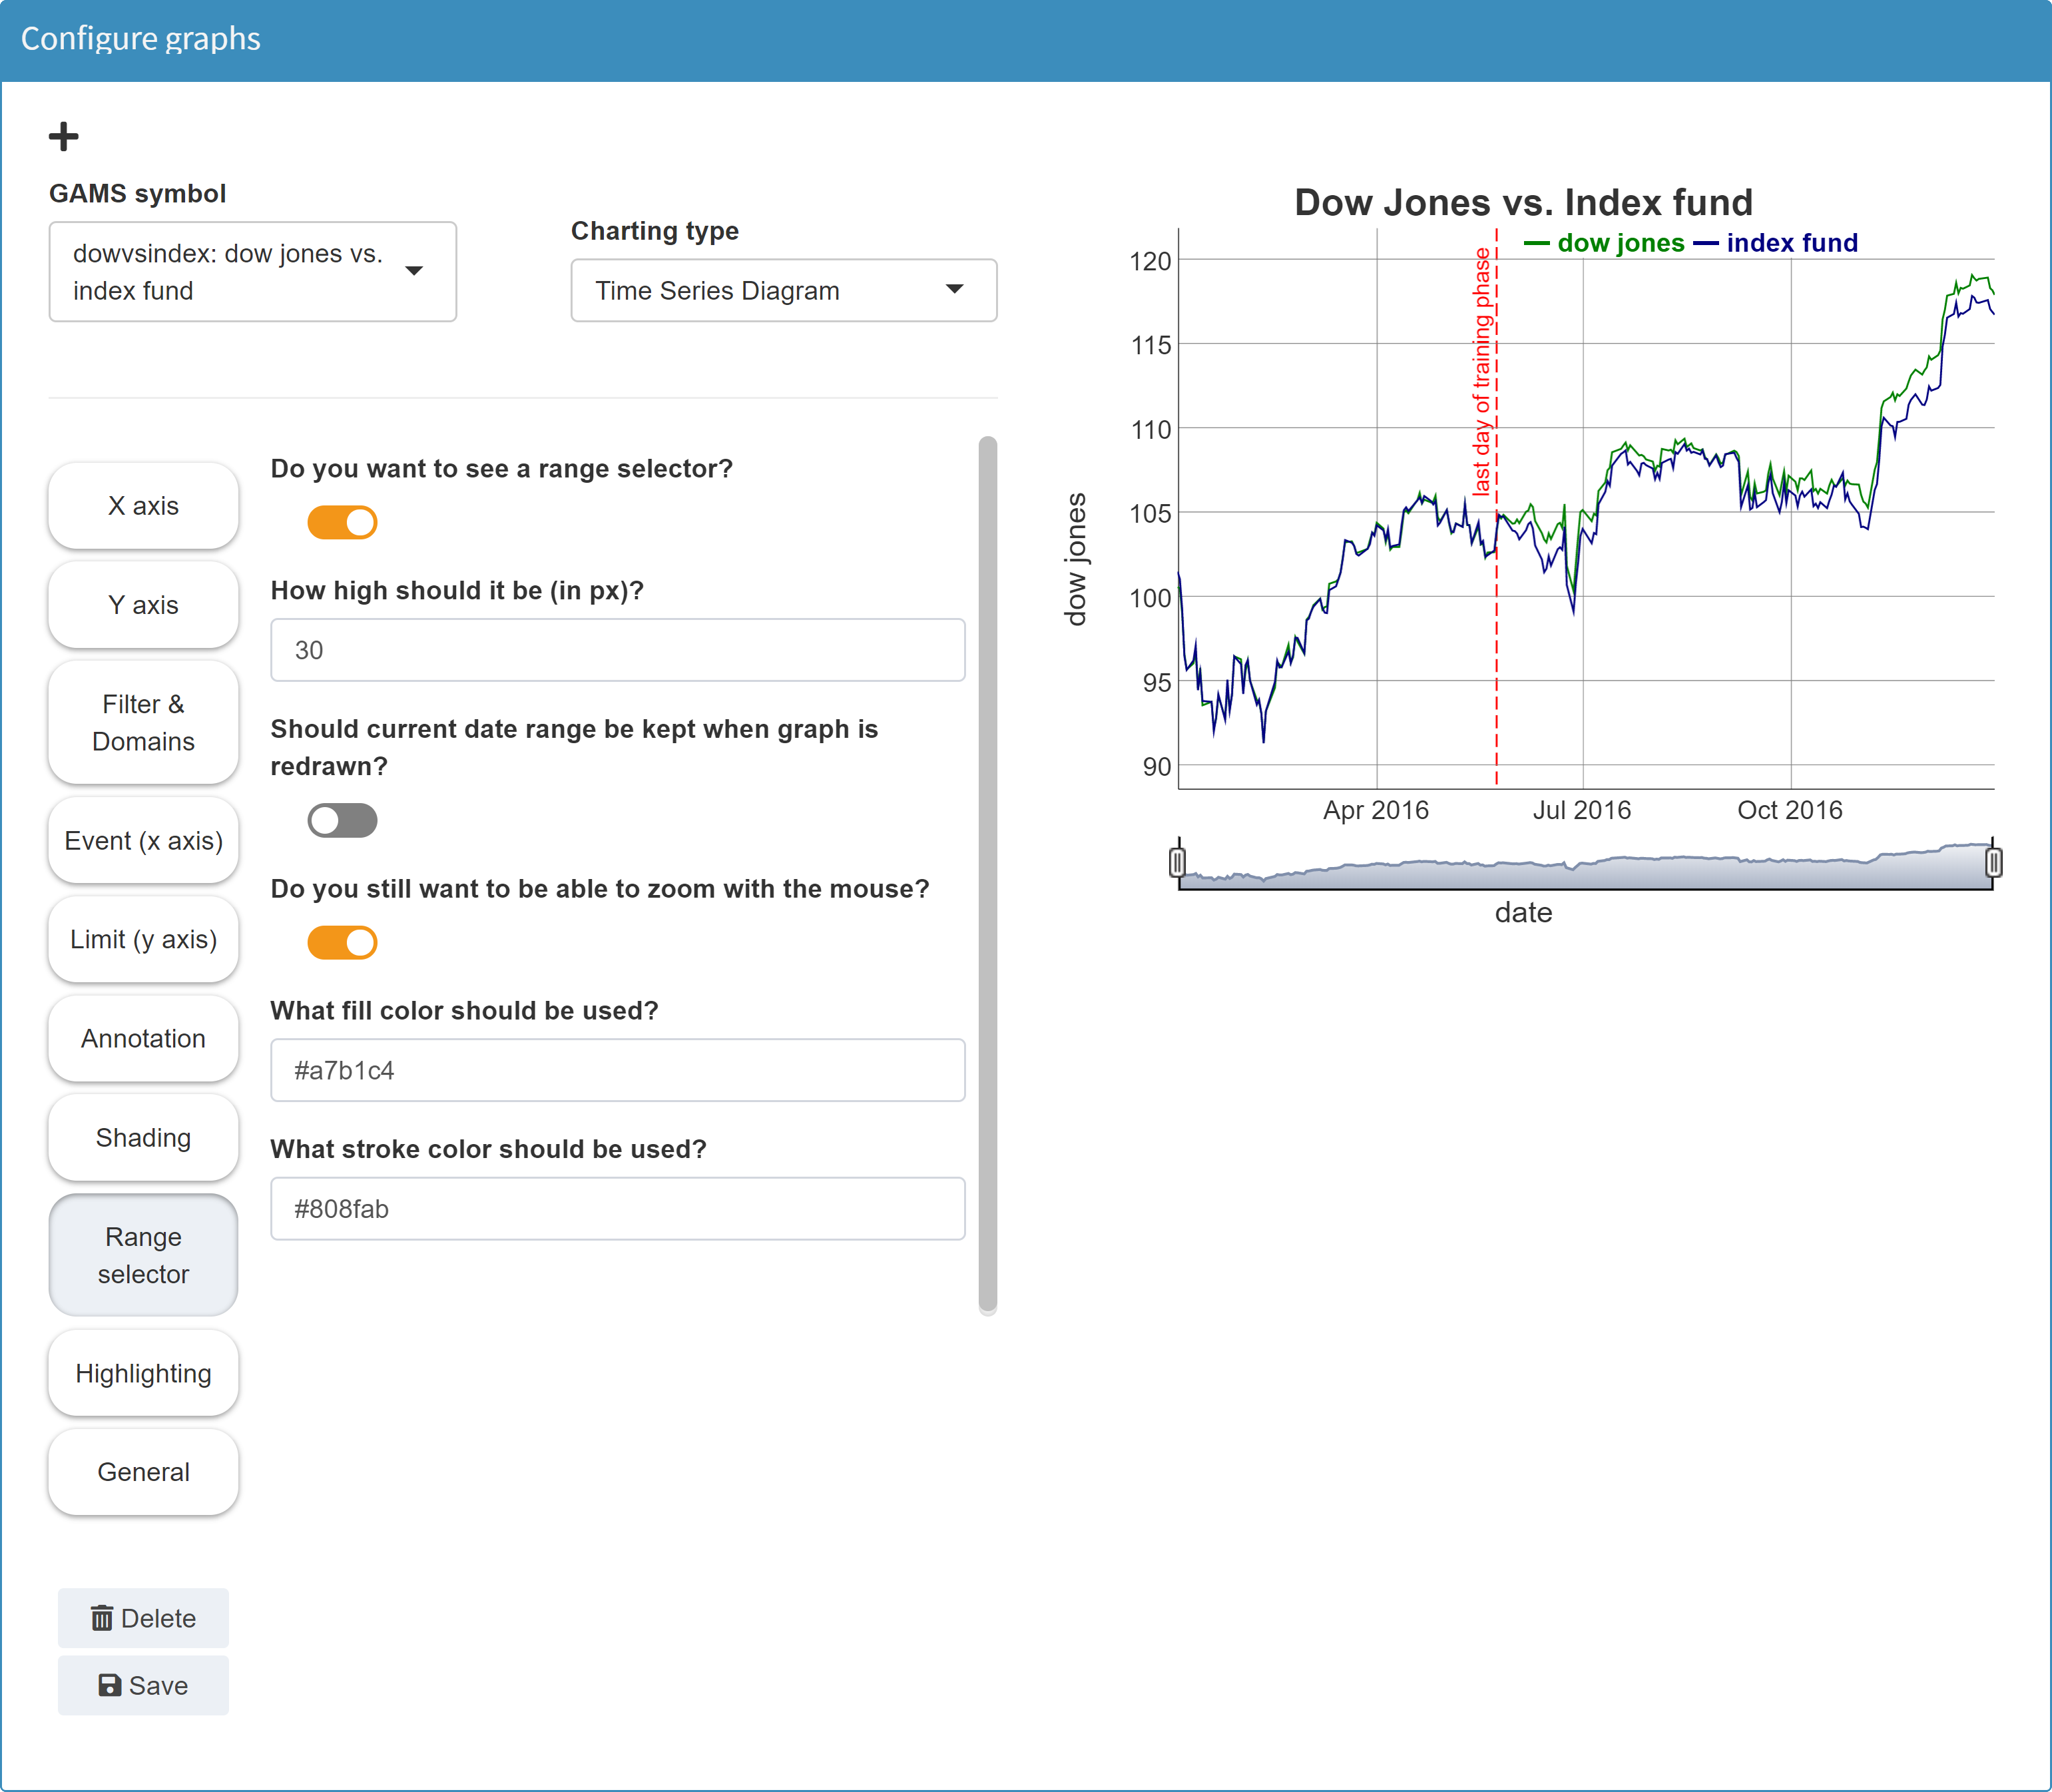 Configure graphs
GAMS symbol
dowvsindex: dow jones vs.
index fund
Charting type
Time Series Diagram
X axis
Y axis
Filter &
Domains
Event (x axis)
Limit (y axis)
Annotation
Shading
Range
selector
Highlighting
General
Delete
Save
Do you want to see a range selector?
How high should it be (in px)?
30
Should current date range be kept when graph is
redrawn?
Do you still want to be able to zoom with the mouse?
What fill color should be used?
#a7b1c4
What stroke color should be used?
#808fab
Dow Jones vs. Index fund
dow jones index fund
last day of training phase
dow jones
120
115
110
105
100
95
90
Apr 2016 Jul 2016 Oct 2016
date